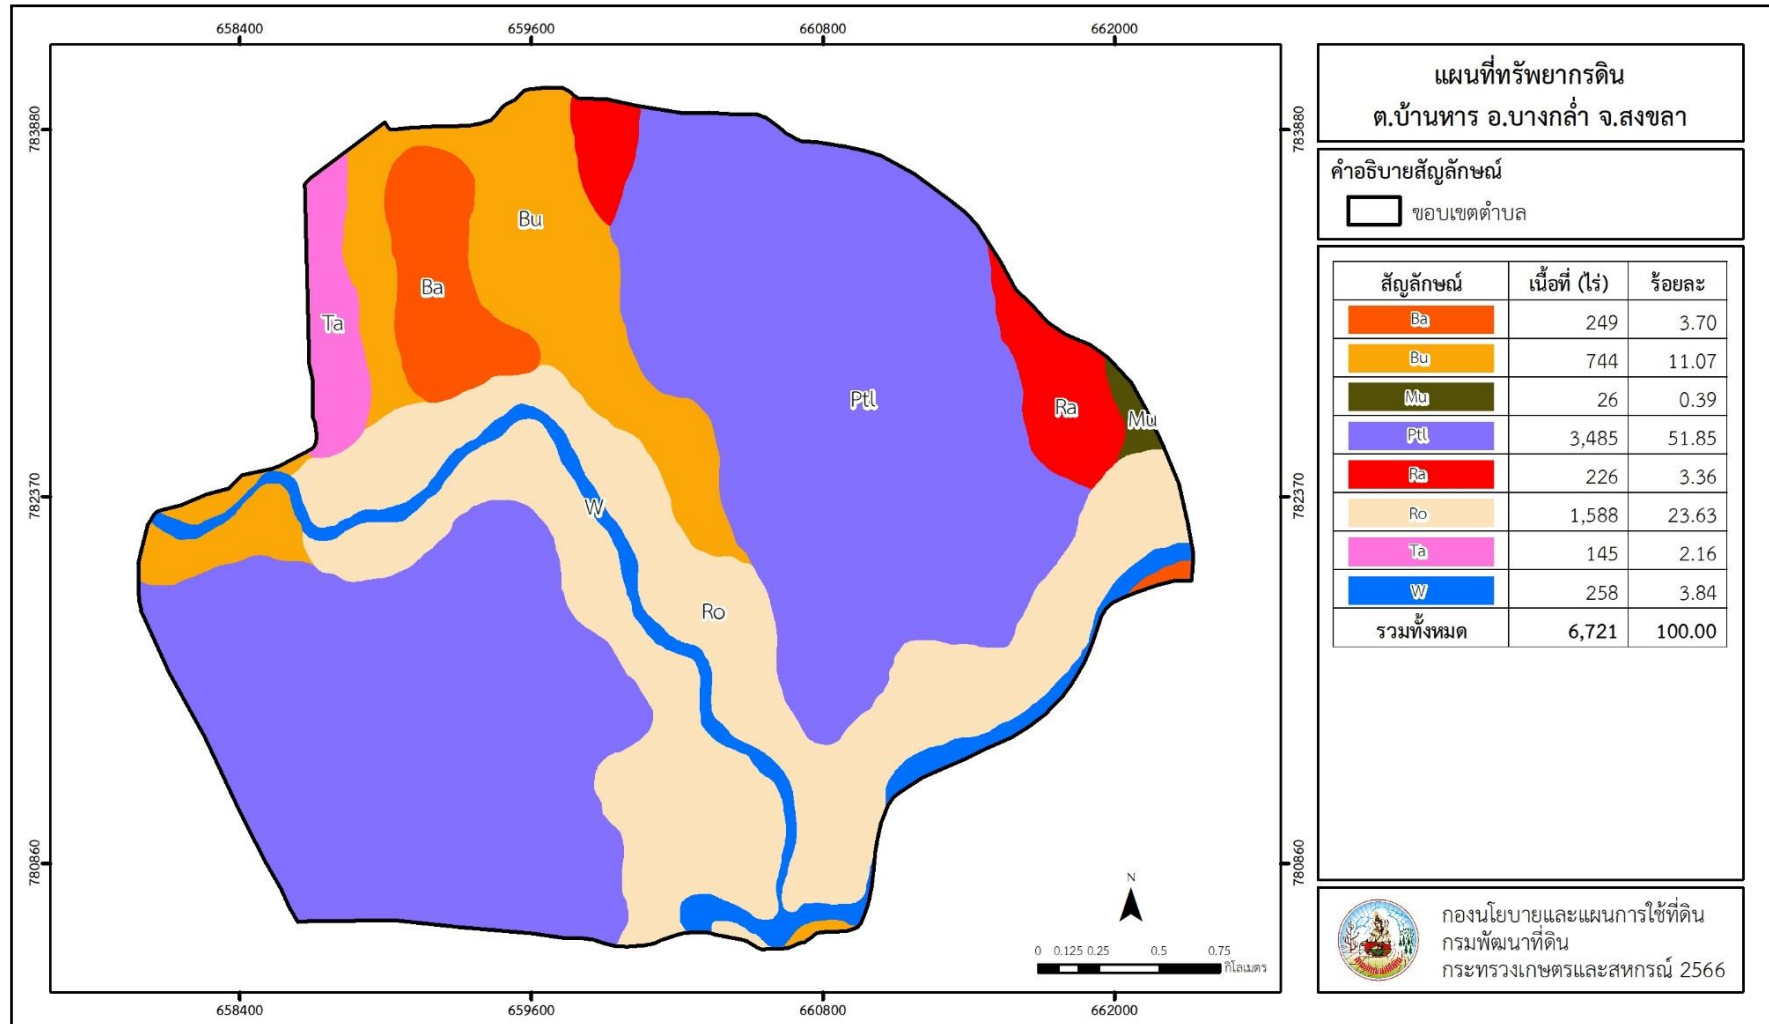 658400 659600 660800 662000
783880 783880
782370 782370
780860 780860
658400 659600 660800 662000
Bu
Ba
Ta
Ptl
Ra
Mu
W
Ro
N
0 0.125 0.25 0.5 0.75
กิโลเมตร
แผนที่ทรัพยากรดิน
ต.บ้านหาร อ.บางกล่ำ จ.สงขลา
คำอธิบายสัญลักษณ์
ขอบเขตตำบล
สัญลักษณ์ เนื้อที่ (ไร่) ร้อยละ
Ba 249 3.70
Bu 744 11.07
Mu 26 0.39
Ptl 3,485 51.85
Ra 226 3.36
Ro 1,588 23.63
Ta 145 2.16
W 258 3.84
รวมทั้งหมด 6,721 100.00
กองนโยบายและแผนการใช้ที่ดิน
กรมพัฒนาที่ดิน
กระทรวงเกษตรและสหกรณ์ 2566